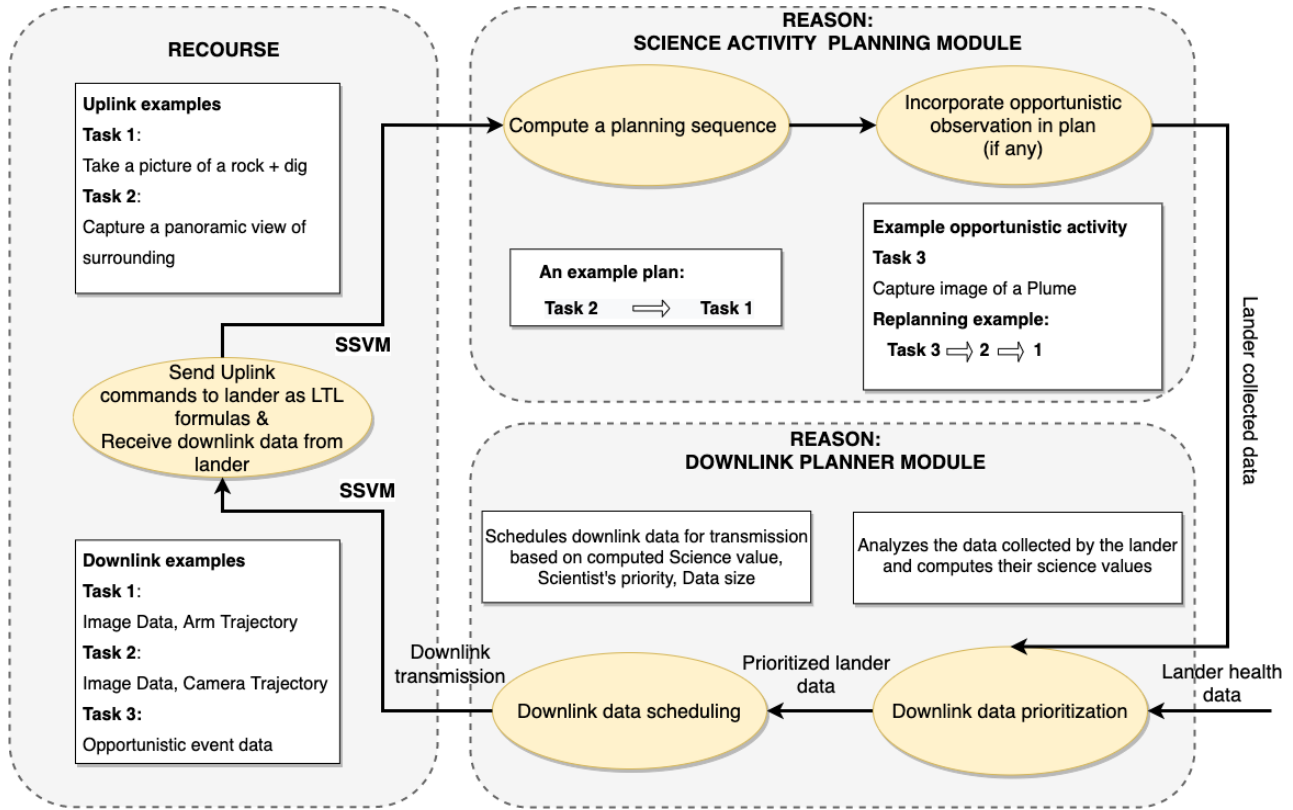 RECOURSE
Uplink examples
Task 1:
Take a picture of a rock + dig
Task 2:
Capture a panoramic view of
surrounding
SSVM
Send Uplink
commands to lander as LTL
formulas &
Receive downlink data from
lander
SSVM
Downlink examples
Task 1:
Image Data, Arm Trajectory
Task 2:
Image Data, Camera Trajectory
Task 3:
Opportunistic event data
REASON:
SCIENCE ACTIVITY PLANNING MODULE
Compute a planning sequence
Incorporate opportunistic
observation in plan
(if any)
An example plan:
Task 2 Task 1
Example opportunistic activity
Task 3
Capture image of a Plume
Replanning example:
Task 3 2 1
Lander collected data
REASON:
DOWNLINK PLANNER MODULE
Schedules downlink data for transmission
based on computed Science value,
Scientist's priority, Data size
Analyzes the data collected by the lander
and computes their science values
Downlink
transmission
Downlink data scheduling
Prioritized lander
data
Downlink data prioritization
Lander health
data